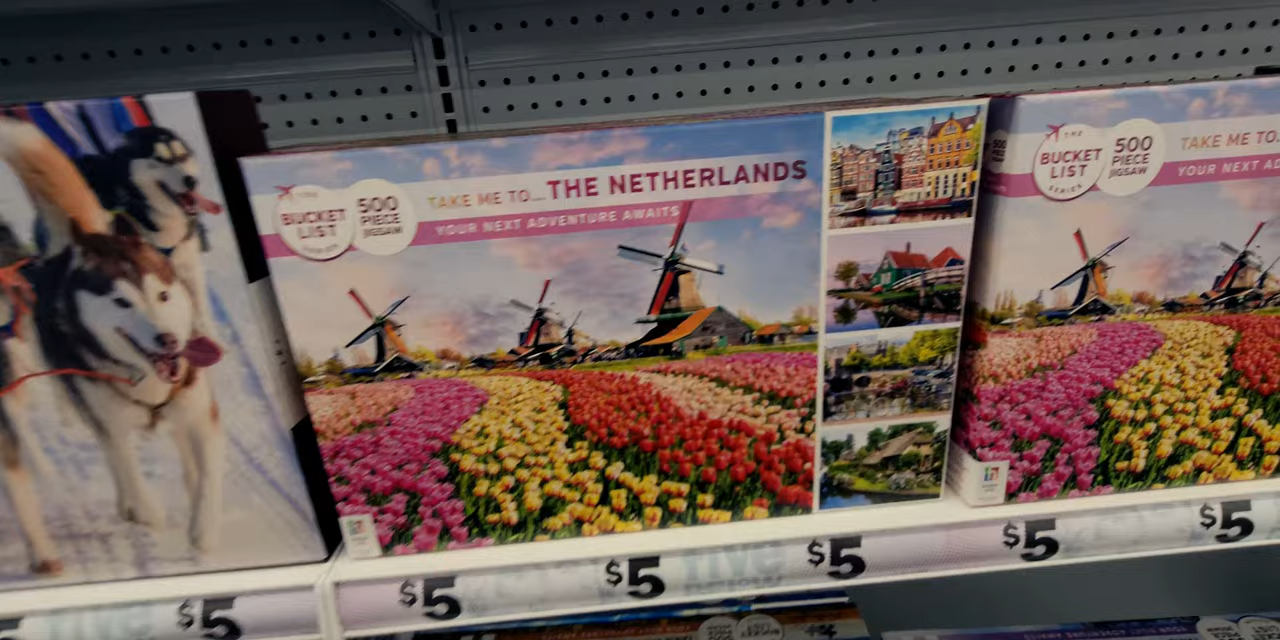 THE
BUCKET
LIST
SERIES
500
PIECE
JIGSAW
TAKE ME TO... THE NETHERLANDS
YOUR NEXT ADVENTURE AWAITS
THE
BUCKET
LIST
SERIES
500
PIECE
JIGSAW
TAKE ME TO...
YOUR NEXT
$5
$5
$5
$5
$5
$5